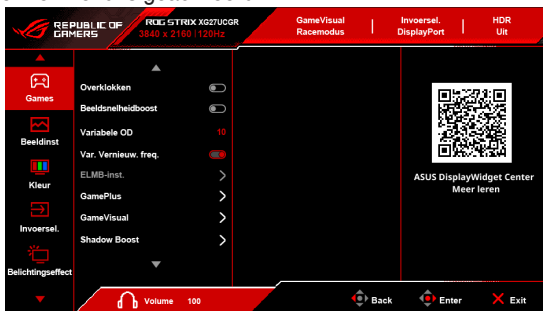 REPUBLIC OF
GAMERS
ROG STRIX XG27UCGR
3840 x 2160 | 120Hz
GameVisual
Racemodus
Invoersel.
DisplayPort
HDR
Uit
Games
Beeldinst
Kleur
Invoersel.
Belichtingseffect
Overklokken
Beeldsnelheidboost
Variabele OD 10
Var. Vernieuw. freq.
ELMB-inst.
GamePlus
GameVisual
Shadow Boost
ASUS DisplayWidget Center
Meer leren
Volume 100
Back
Enter
Exit